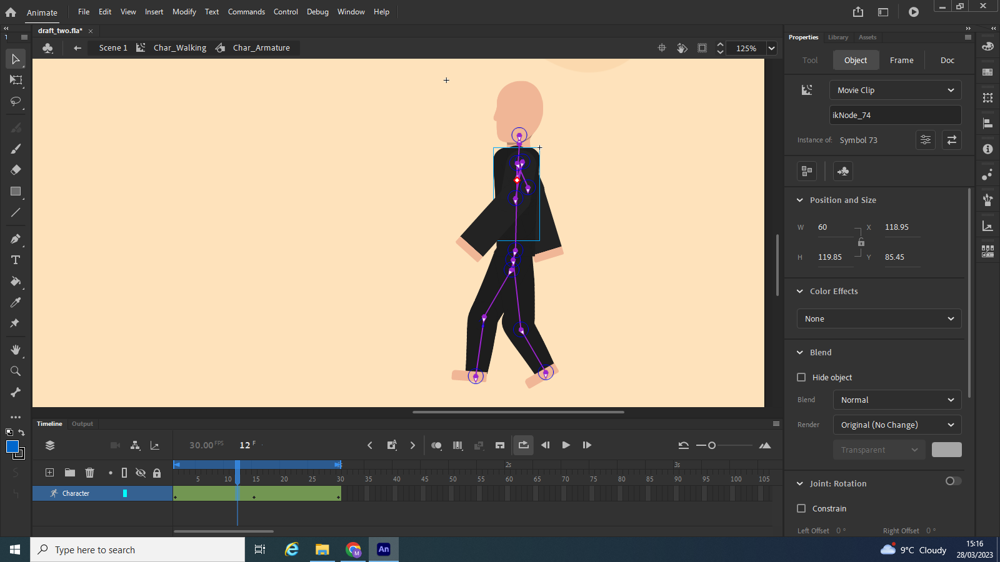 Animate File Edit View Insert Modify Text Commands Control Debug Window Help
draft_two.fla*
Scene 1 Char_Walking Char_Armature 125%
Properties Library Assets
Tool Object Frame Doc
Movie Clip
ikNode_74
Instance of: Symbol 73
Position and Size
W 60 X 118.95
H 119.85 Y 85.45
Color Effects
None
Blend
Hide object
Blend Normal
Render Original (No Change)
Transparent
Joint: Rotation
Constrain
Left Offset 0 ° Right Offset 0 °
Timeline Output
30.00 FPS 12 F
2s 3s
5 10 15 20 25 30 35 40 45 50 55 60 65 70 75 80 85 90 95 100 105
Character
Type here to search
An
M
9°C Cloudy
15:16
28/03/2023